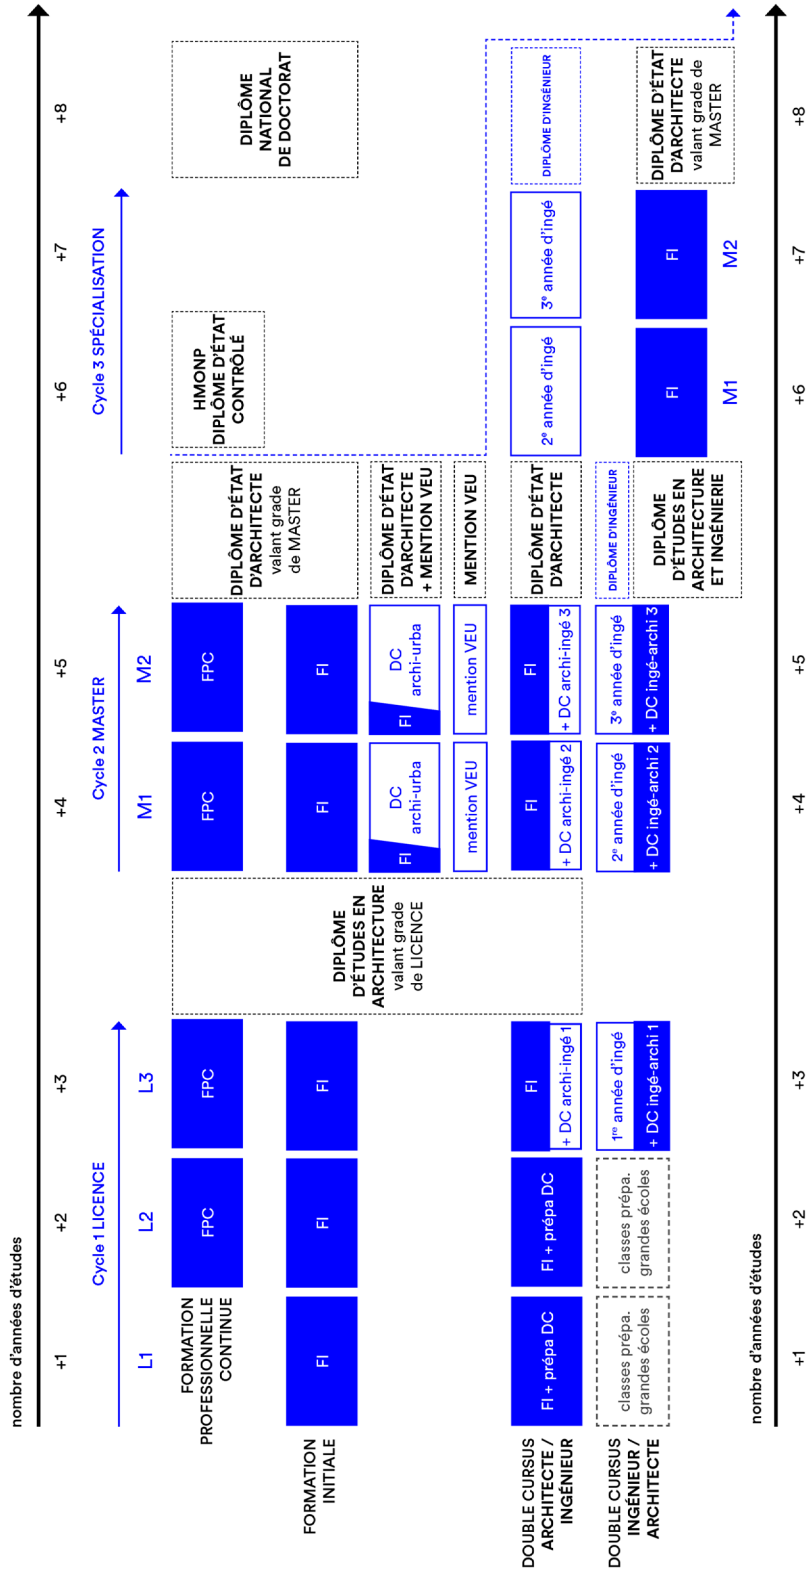 nombre d’années d’études
+1
+2
+3
+4
+5
+6
+7
+8
Cycle 1 LICENCE
Cycle 2 MASTER
Cycle 3 SPÉCIALISATION
L1
L2
L3
M1
M2
FORMATION
PROFESSIONNELLE
CONTINUE
FPC
FPC
FPC
FPC
DIPLÔME D’ÉTAT
D’ARCHITECTE
valant grade
de MASTER
HMONP
DIPLÔME D’ÉTAT
CONTRÔLÉ
DIPLÔME
NATIONAL
DE DOCTORAT
FORMATION
INITIALE
FI
FI
FI
DIPLÔME
D’ÉTUDES EN
ARCHITECTURE
valant grade
de LICENCE
FI
FI
FI
DC
archi-urba
FI
DC
archi-urba
DIPLÔME D’ÉTAT
D’ARCHITECTE
+ MENTION VEU
mention VEU
mention VEU
MENTION VEU
DOUBLE CURSUS
ARCHITECTE /
INGÉNIEUR
FI + prépa DC
FI + prépa DC
FI
+ DC archi-ingé 1
FI
+ DC archi-ingé 2
FI
+ DC archi-ingé 3
DIPLÔME D’ÉTAT
D’ARCHITECTE
2e année d’ingé
3e année d’ingé
DIPLÔME D’INGÉNIEUR
DOUBLE CURSUS
INGÉNIEUR /
ARCHITECTE
classes prépa.
grandes écoles
classes prépa.
grandes écoles
1re année d’ingé
+ DC ingé-archi 1
2e année d’ingé
+ DC ingé-archi 2
3e année d’ingé
+ DC ingé-archi 3
DIPLÔME D’INGÉNIEUR
DIPLÔME
D’ÉTUDES EN
ARCHITECTURE
ET INGÉNIERIE
FI
FI
DIPLÔME D’ÉTAT
D’ARCHITECTE
valant grade de
MASTER
M1
M2
nombre d’années d’études
+1
+2
+3
+4
+5
+6
+7
+8